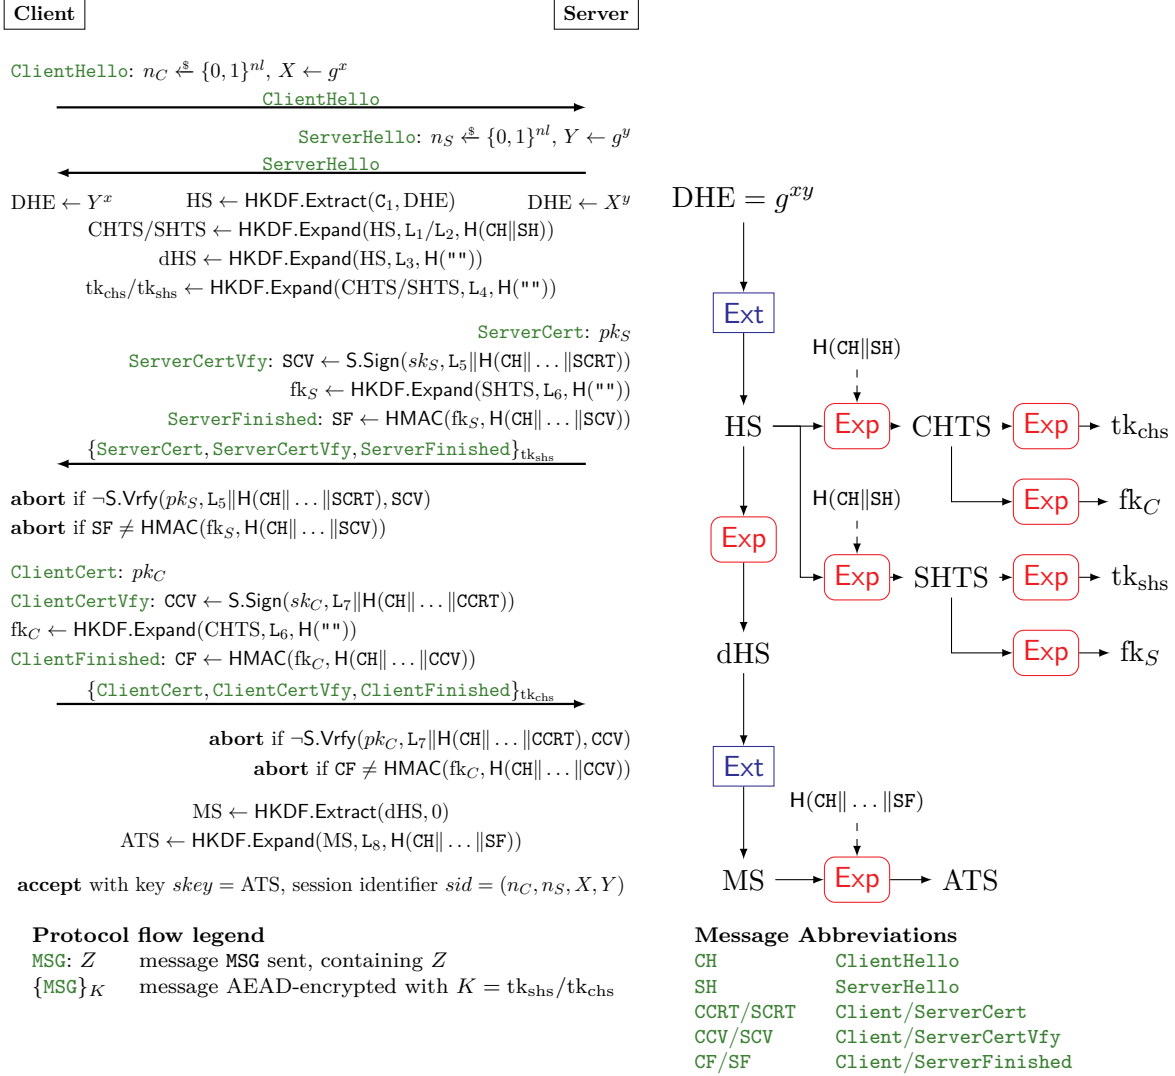 Client
Server
ClientHello: n_C ←$ {0, 1}^{nl}, X ← g^x
ClientHello
ServerHello: n_S ←$ {0, 1}^{nl}, Y ← g^y
ServerHello
DHE ← Y^x HS ← HKDF.Extract(C_1, DHE) DHE ← X^y
CHTS/SHTS ← HKDF.Expand(HS, L_1/L_2, H(CH‖SH))
dHS ← HKDF.Expand(HS, L_3, H(""))
tk_chs/tk_shs ← HKDF.Expand(CHTS/SHTS, L_4, H(""))
ServerCert: pk_S
ServerCertVfy: SCV ← S.Sign(sk_S, L_5‖H(CH‖...‖SCRT))
fk_S ← HKDF.Expand(SHTS, L_6, H(""))
ServerFinished: SF ← HMAC(fk_S, H(CH‖...‖SCV))
{ServerCert, ServerCertVfy, ServerFinished}_{tk_shs}
abort if ¬S.Vrfy(pk_S, L_5‖H(CH‖...‖SCRT), SCV)
abort if SF ≠ HMAC(fk_S, H(CH‖...‖SCV))
ClientCert: pk_C
ClientCertVfy: CCV ← S.Sign(sk_C, L_7‖H(CH‖...‖CCRT))
fk_C ← HKDF.Expand(CHTS, L_6, H(""))
ClientFinished: CF ← HMAC(fk_C, H(CH‖...‖CCV))
{ClientCert, ClientCertVfy, ClientFinished}_{tk_chs}
abort if ¬S.Vrfy(pk_C, L_7‖H(CH‖...‖CCRT), CCV)
abort if CF ≠ HMAC(fk_C, H(CH‖...‖CCV))
MS ← HKDF.Extract(dHS, 0)
ATS ← HKDF.Expand(MS, L_8, H(CH‖...‖SF))
accept with key skey = ATS, session identifier sid = (n_C, n_S, X, Y)
Protocol flow legend
MSG: Z message MSG sent, containing Z
{MSG}_K message AEAD-encrypted with K = tk_shs/tk_chs
DHE = g^{xy}
Ext
H(CH‖SH)
HS Exp CHTS Exp tk_chs
H(CH‖SH)
Exp fk_C
Exp
Exp SHTS Exp tk_shs
dHS
Exp fk_S
Ext
H(CH‖...‖SF)
MS Exp ATS
Message Abbreviations
CH ClientHello
SH ServerHello
CCRT/SCRT Client/ServerCert
CCV/SCV Client/ServerCertVfy
CF/SF Client/ServerFinished